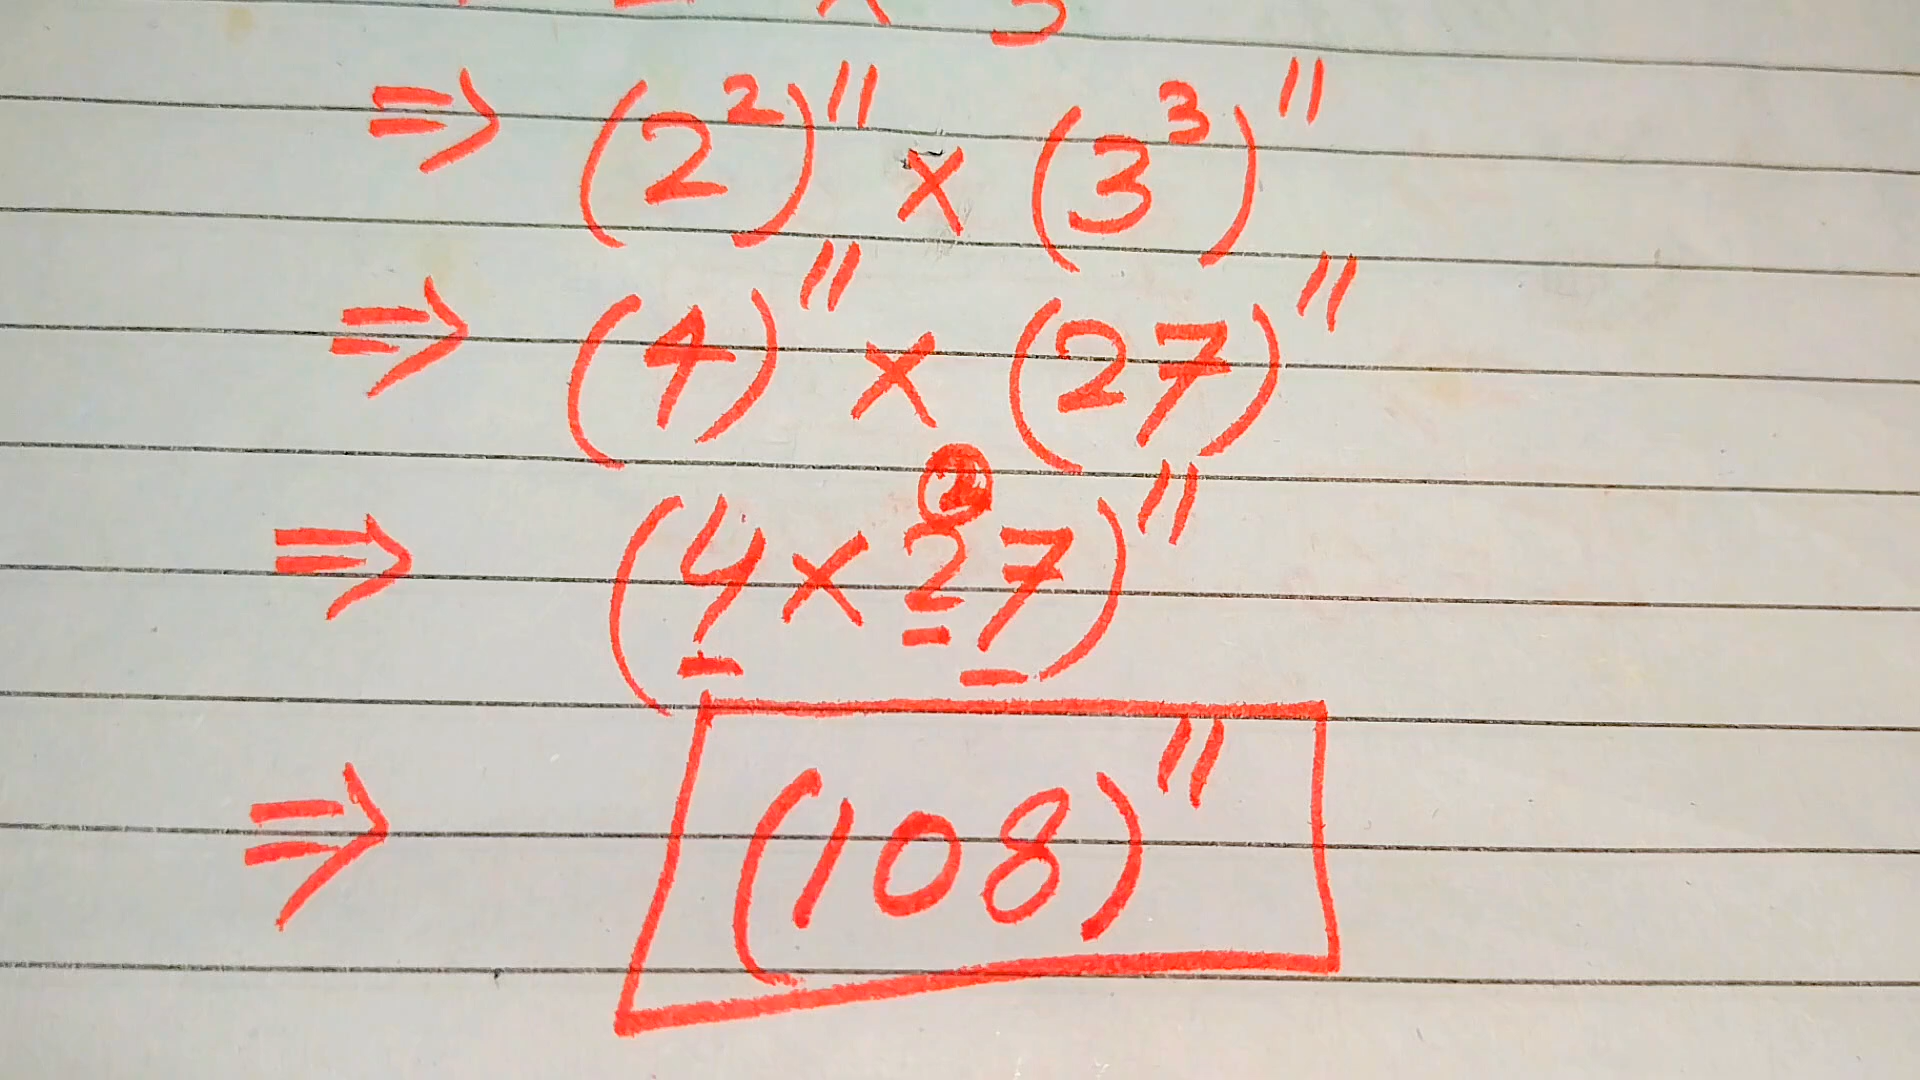 ⇒ (2²)¹¹ × (3³)¹¹
⇒ (4)¹¹ × (27)¹¹
⇒ (4×27)¹¹
⇒ (108)¹¹